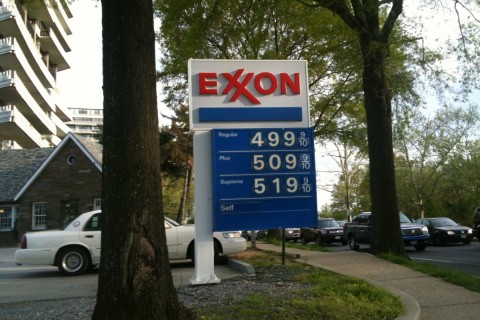 EXXON
Regular 499 9/10
Plus 509 9/10
Supreme 519 9/10
Self